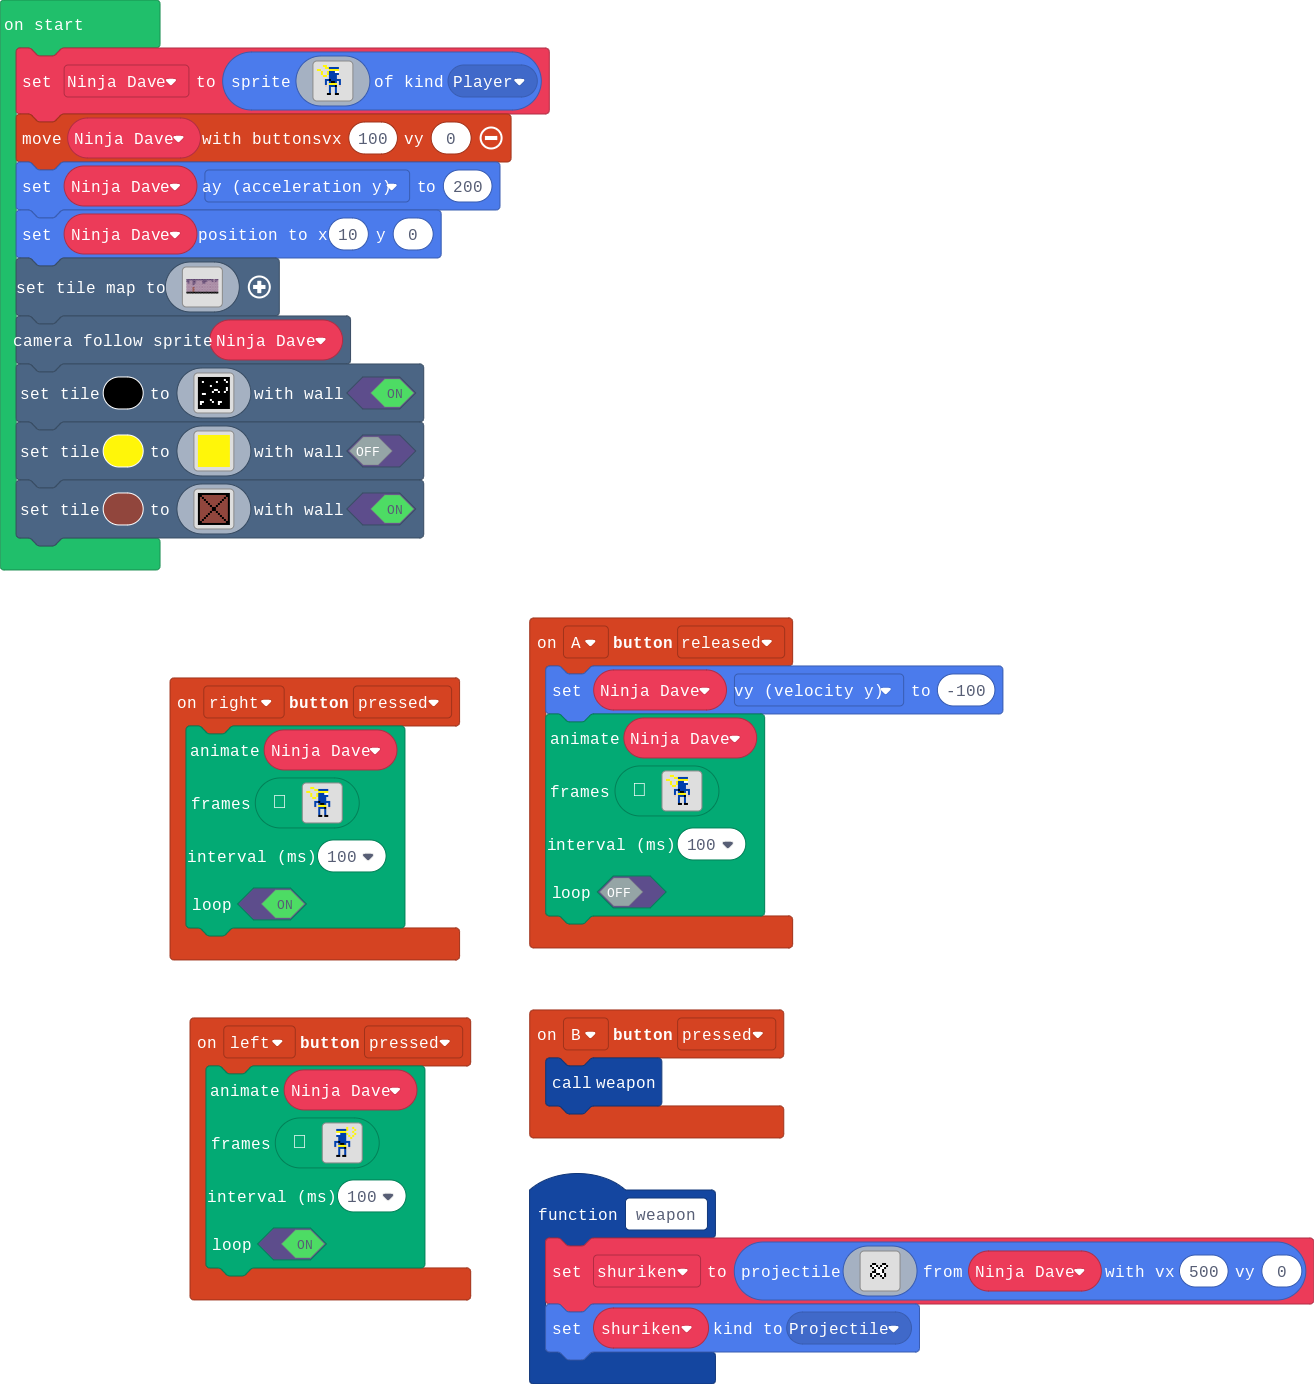 on start
set Ninja Dave to sprite of kind Player
move Ninja Dave with buttonsvx 100 vy 0
set Ninja Dave ay (acceleration y) to 200
set Ninja Dave position to x 10 y 0
set tile map to
camera follow sprite Ninja Dave
set tile to with wall ON
set tile to with wall OFF
set tile to with wall ON
on A button released
set Ninja Dave vy (velocity y) to -100
animate Ninja Dave
frames
interval (ms) 100
loop OFF
on right button pressed
animate Ninja Dave
frames
interval (ms) 100
loop ON
on B button pressed
call weapon
on left button pressed
animate Ninja Dave
frames
interval (ms) 100
loop ON
function weapon
set shuriken to projectile from Ninja Dave with vx 500 vy 0
set shuriken kind to Projectile